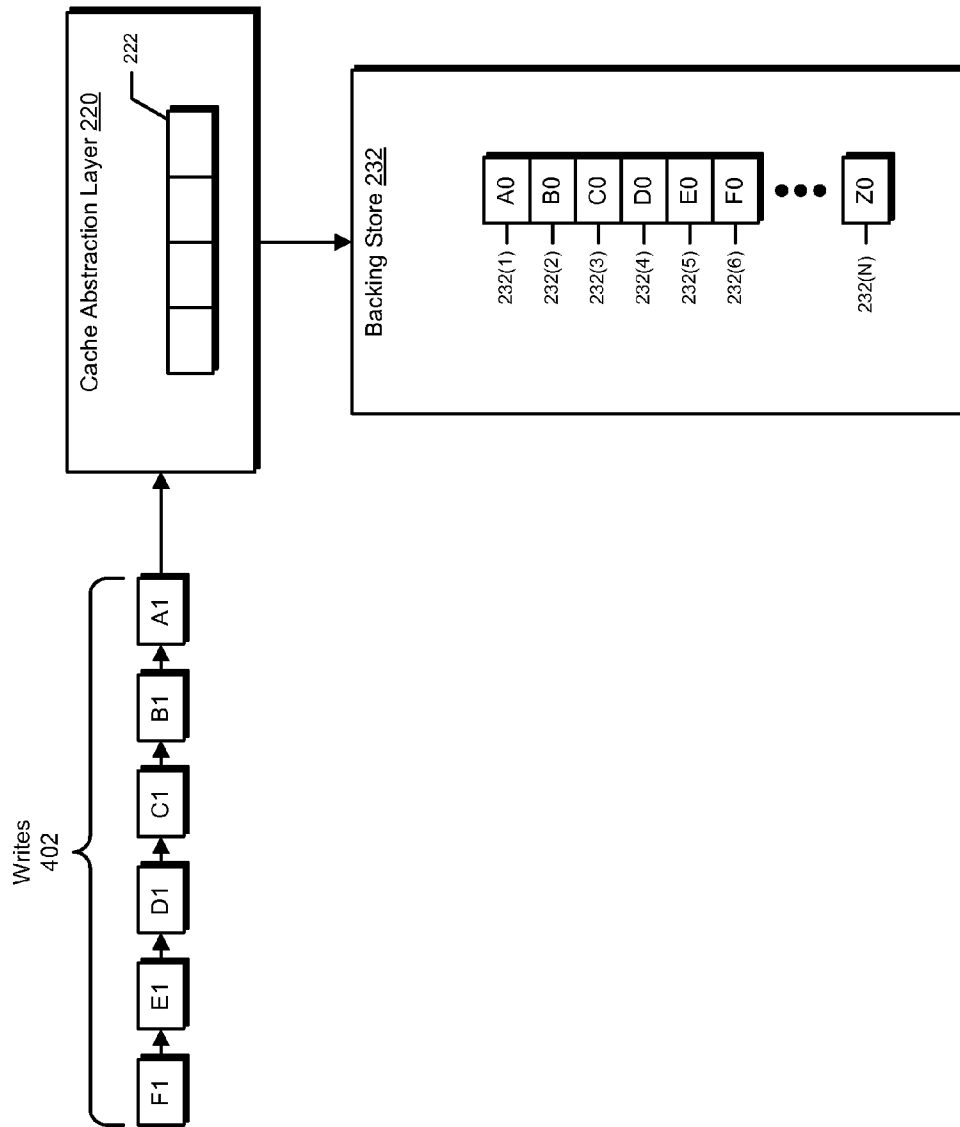 Writes
402
F1
E1
D1
C1
B1
A1
Cache Abstraction Layer 220
222
Backing Store 232
232(1) A0
232(2) B0
232(3) C0
232(4) D0
232(5) E0
232(6) F0
232(N) Z0